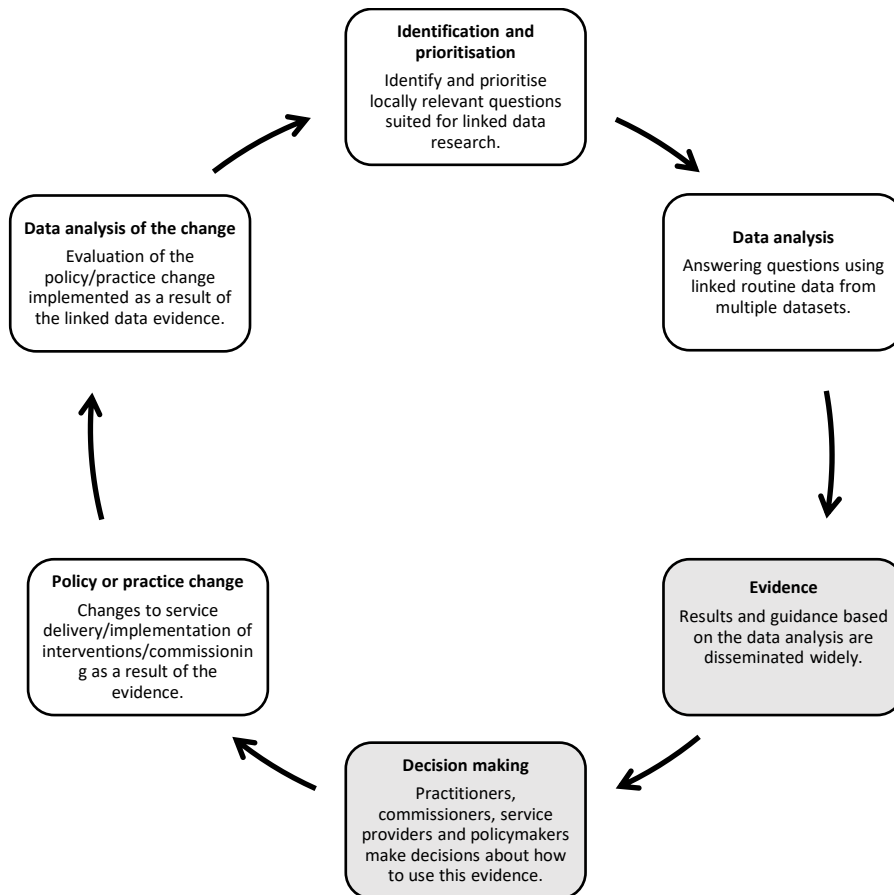 Identification and
prioritisation
Identify and prioritise
locally relevant questions
suited for linked data
research.
Data analysis
Answering questions using
linked routine data from
multiple datasets.
Evidence
Results and guidance based
on the data analysis are
disseminated widely.
Decision making
Practitioners,
commissioners, service
providers and policymakers
make decisions about how
to use this evidence.
Policy or practice change
Changes to service
delivery/implementation of
interventions/commissionin
g as a result of the
evidence.
Data analysis of the change
Evaluation of the
policy/practice change
implemented as a result of
the linked data evidence.